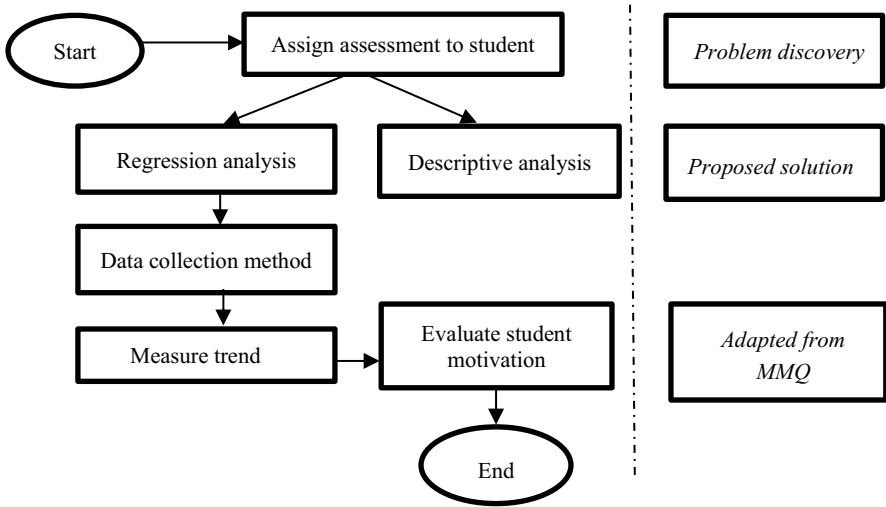 Start
Assign assessment to student
Problem discovery
Regression analysis
Descriptive analysis
Proposed solution
Data collection method
Measure trend
Evaluate student
motivation
Adapted from
MMQ
End